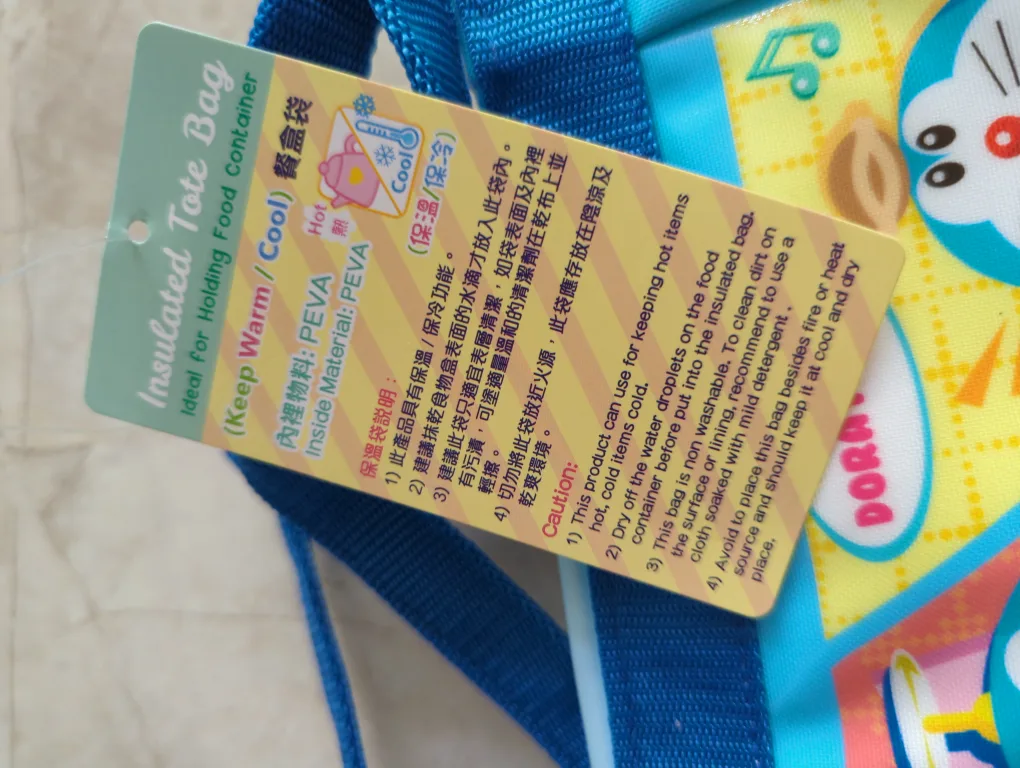 Insulated Tote Bag
Ideal for Holding Food Container
(Keep Warm / Cool) 餐盒袋
內裡物料: PEVA
Inside Material: PEVA
Hot
熱
Cool
(保溫/保冷)
保溫袋說明：
1) 此產品具有保溫 / 保冷功能。
2) 建議抹乾食物盒表面的水滴才放入此袋內。
3) 建議此袋只適宜表層清潔，如袋表面及內裡
有污漬，可塗適量溫和的清潔劑在乾布上並
輕擦。
4) 切勿將此袋放近火源，此袋應存放在陰涼及
乾爽環境。
Caution:
1) This product can use for keeping hot items
hot, cold items cold.
2) Dry off the water droplets on the food
container before put into the insulated bag.
3) This bag is non washable. To clean dirt on
the surface or lining, recommend to use a
cloth soaked with mild detergent .
4) Avoid to place this bag besides fire or heat
source and should keep it at cool and dry
place.